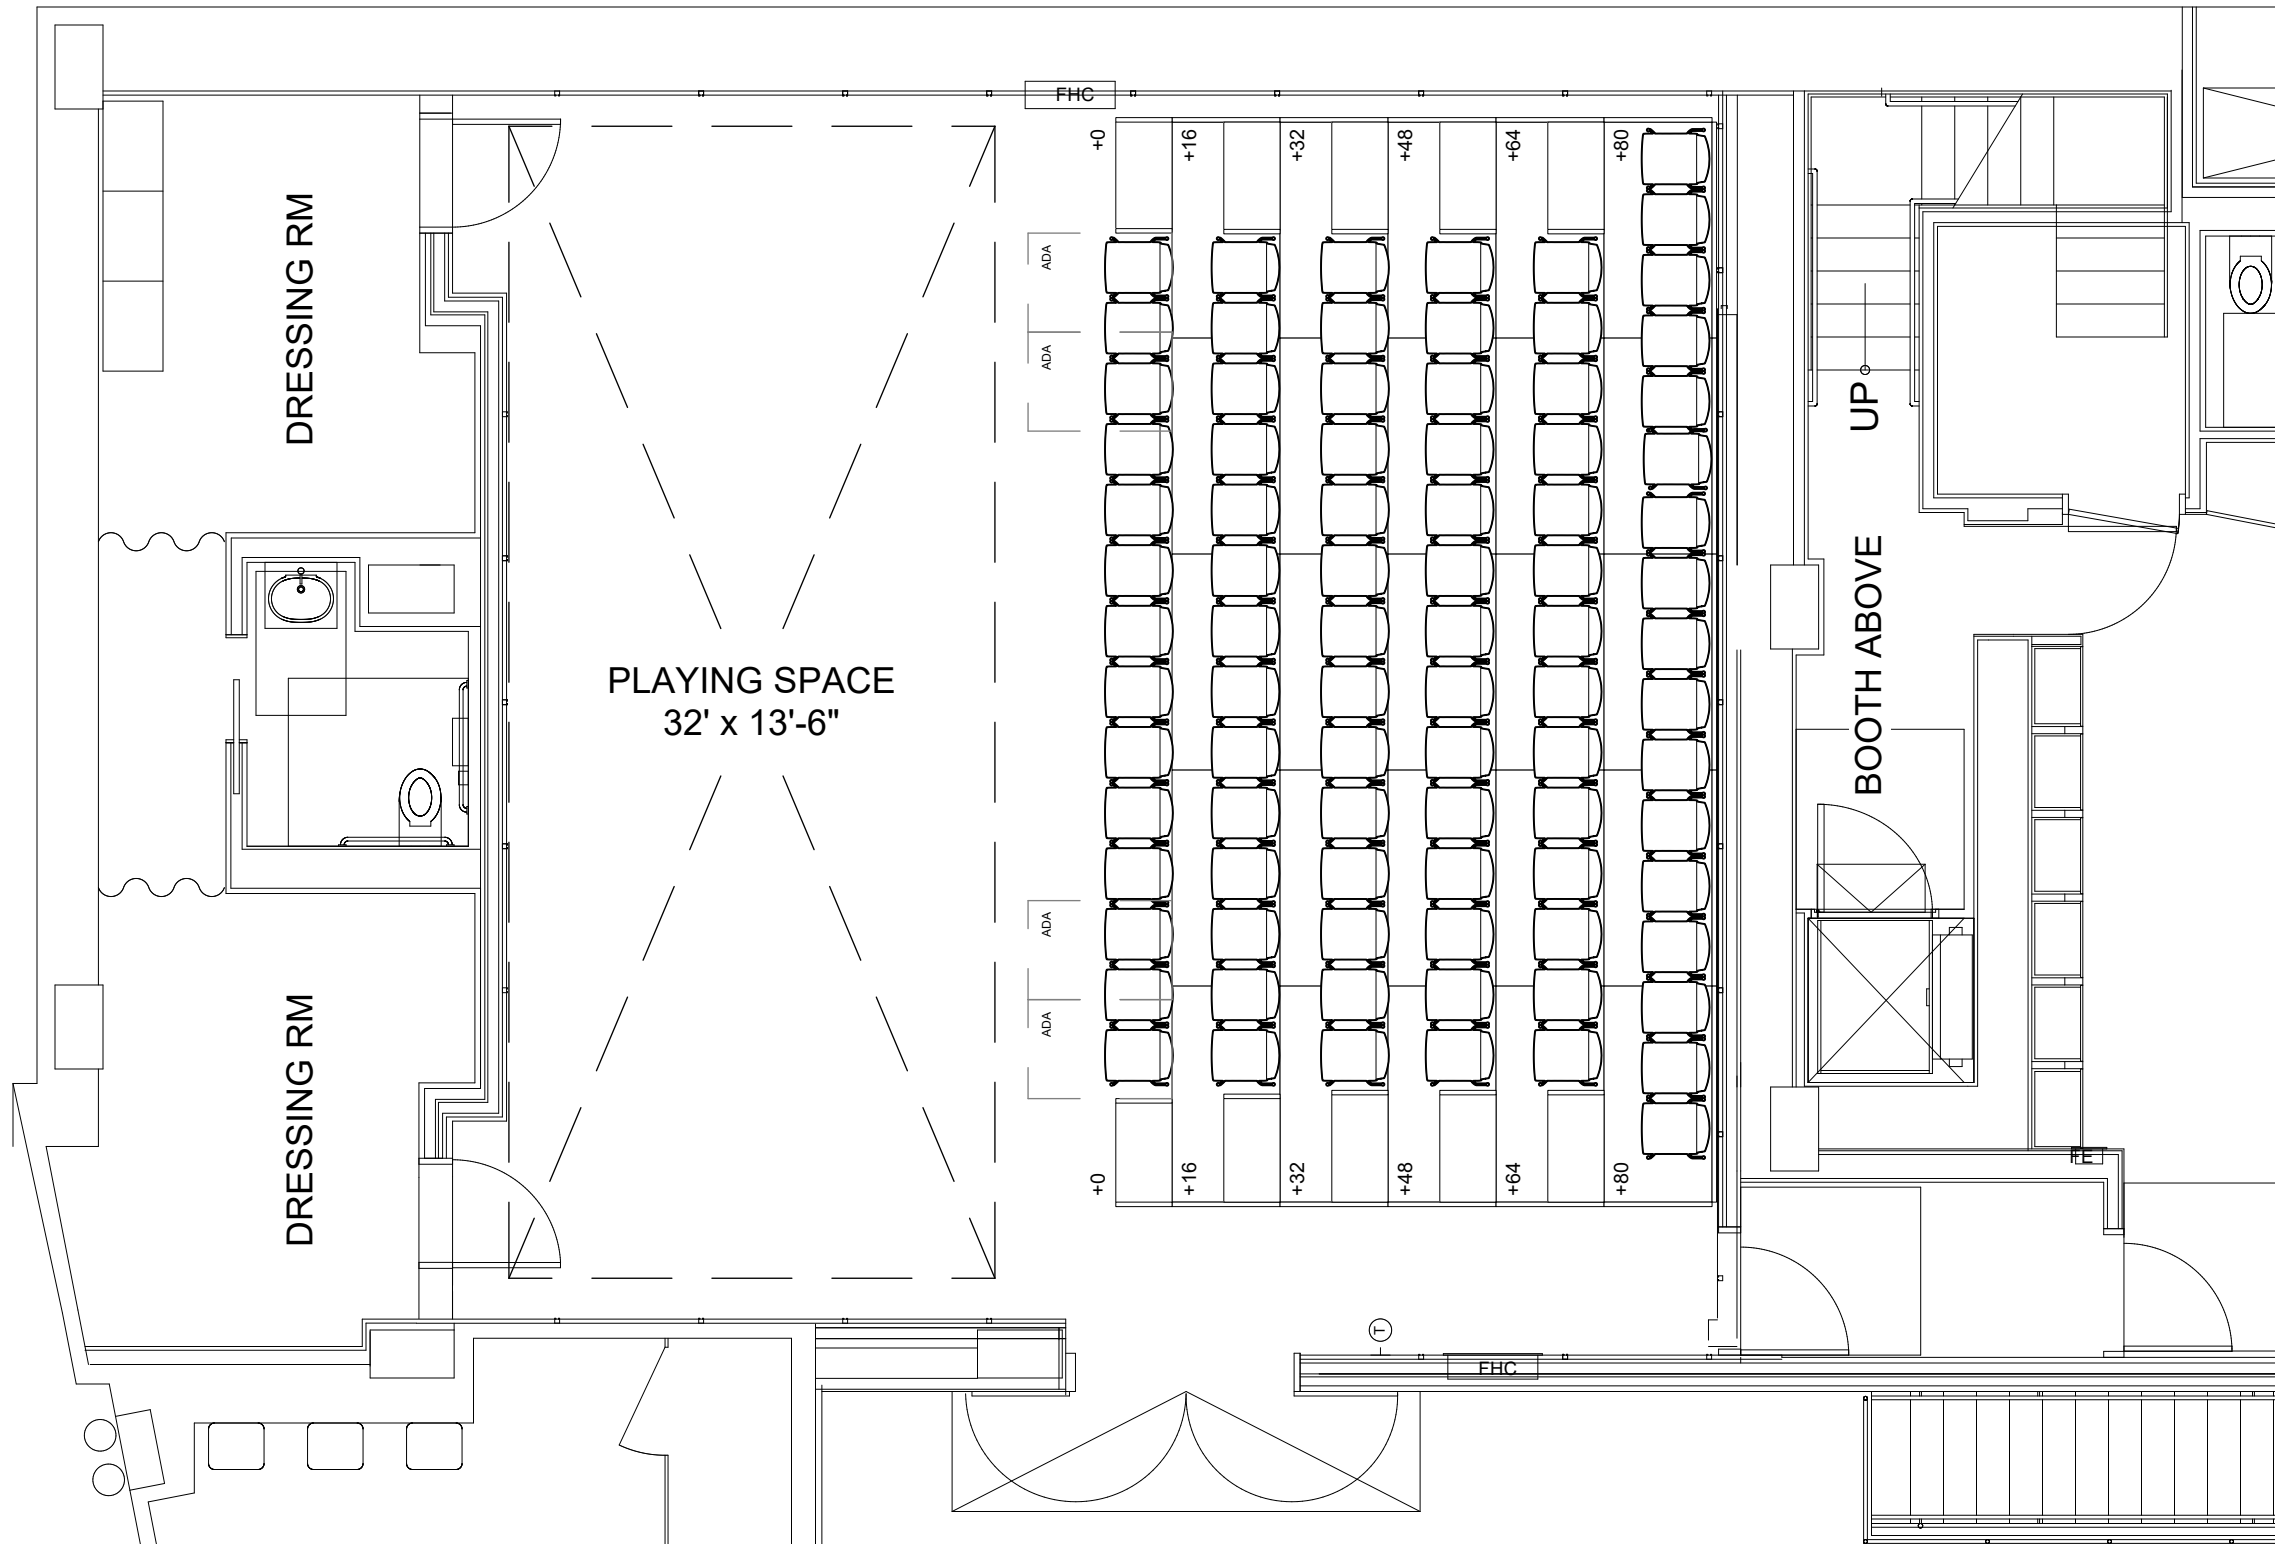 FHC
+0
+16
+32
+48
+64
+80
DRESSING RM
ADA
ADA
UP
BOOTH ABOVE
PLAYING SPACE
32' x 13'-6"
ADA
ADA
DRESSING RM
+0
+16
+32
+48
+64
+80
FE
T
FHC